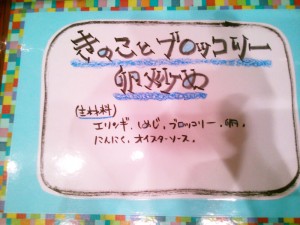 きのことブロッコリー
卵炒め
(主材料)
エリンギ、しめじ、ブロッコリー、卵、
にんにく、オイスターソース。